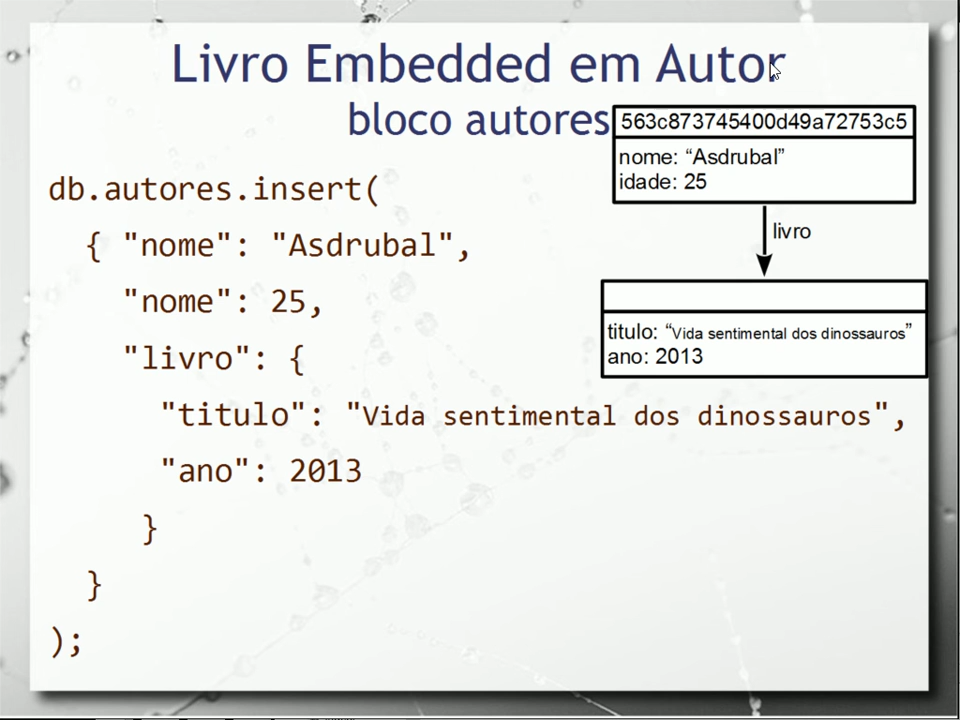 Livro Embedded em Autor
bloco autores
db.autores.insert(
{ "nome": "Asdrubal",
"nome": 25,
"livro": {
"titulo": "Vida sentimental dos dinossauros",
"ano": 2013
}
}
);
563c873745400d49a72753c5
nome: “Asdrubal”
idade: 25
livro
titulo: “Vida sentimental dos dinossauros”
ano: 2013